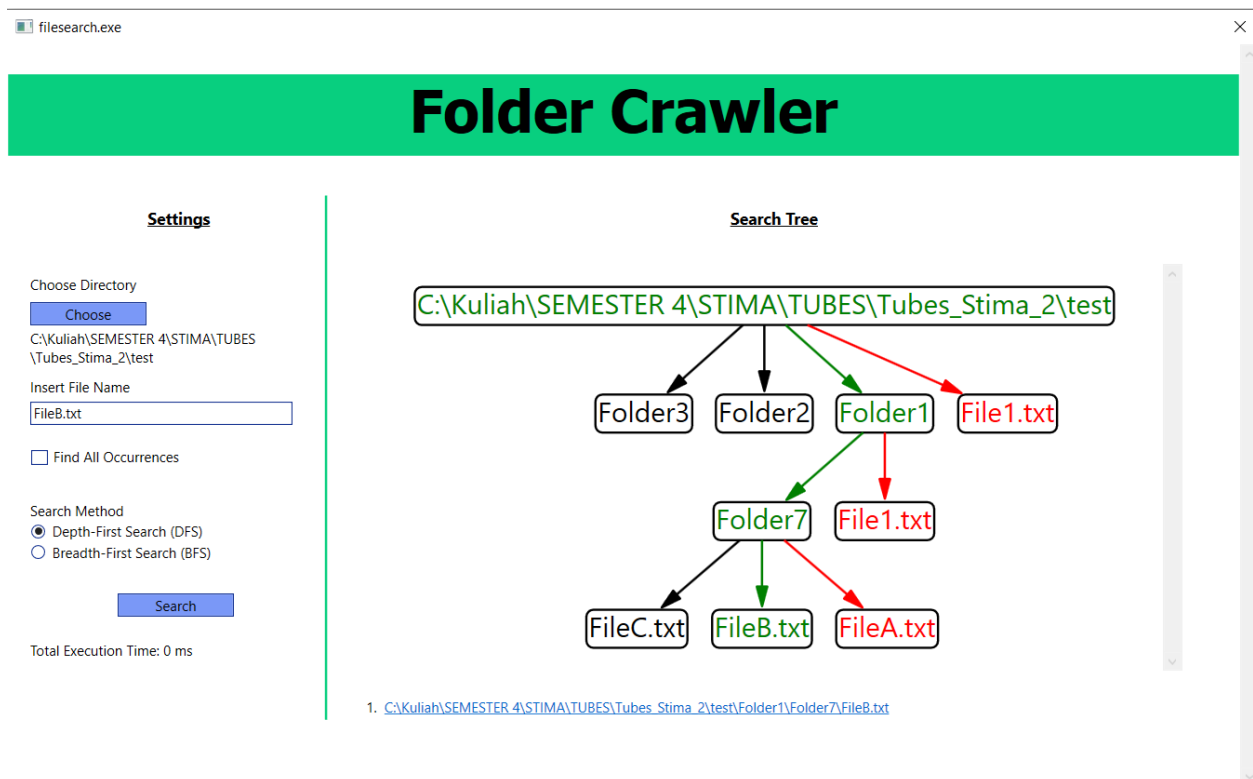 filesearch.exe
Folder Crawler
Settings
Choose Directory
Choose
C:\Kuliah\SEMESTER 4\STIMA\TUBES
\Tubes_Stima_2\test
Insert File Name
FileB.txt
Find All Occurrences
Search Method
Depth-First Search (DFS)
Breadth-First Search (BFS)
Search
Total Execution Time: 0 ms
Search Tree
C:\Kuliah\SEMESTER 4\STIMA\TUBES\Tubes_Stima_2\test
Folder3 Folder2 Folder1 File1.txt
Folder7 File1.txt
FileC.txt FileB.txt FileA.txt
1. C:\Kuliah\SEMESTER 4\STIMA\TUBES\Tubes_Stima_2\test\Folder1\Folder7\FileB.txt